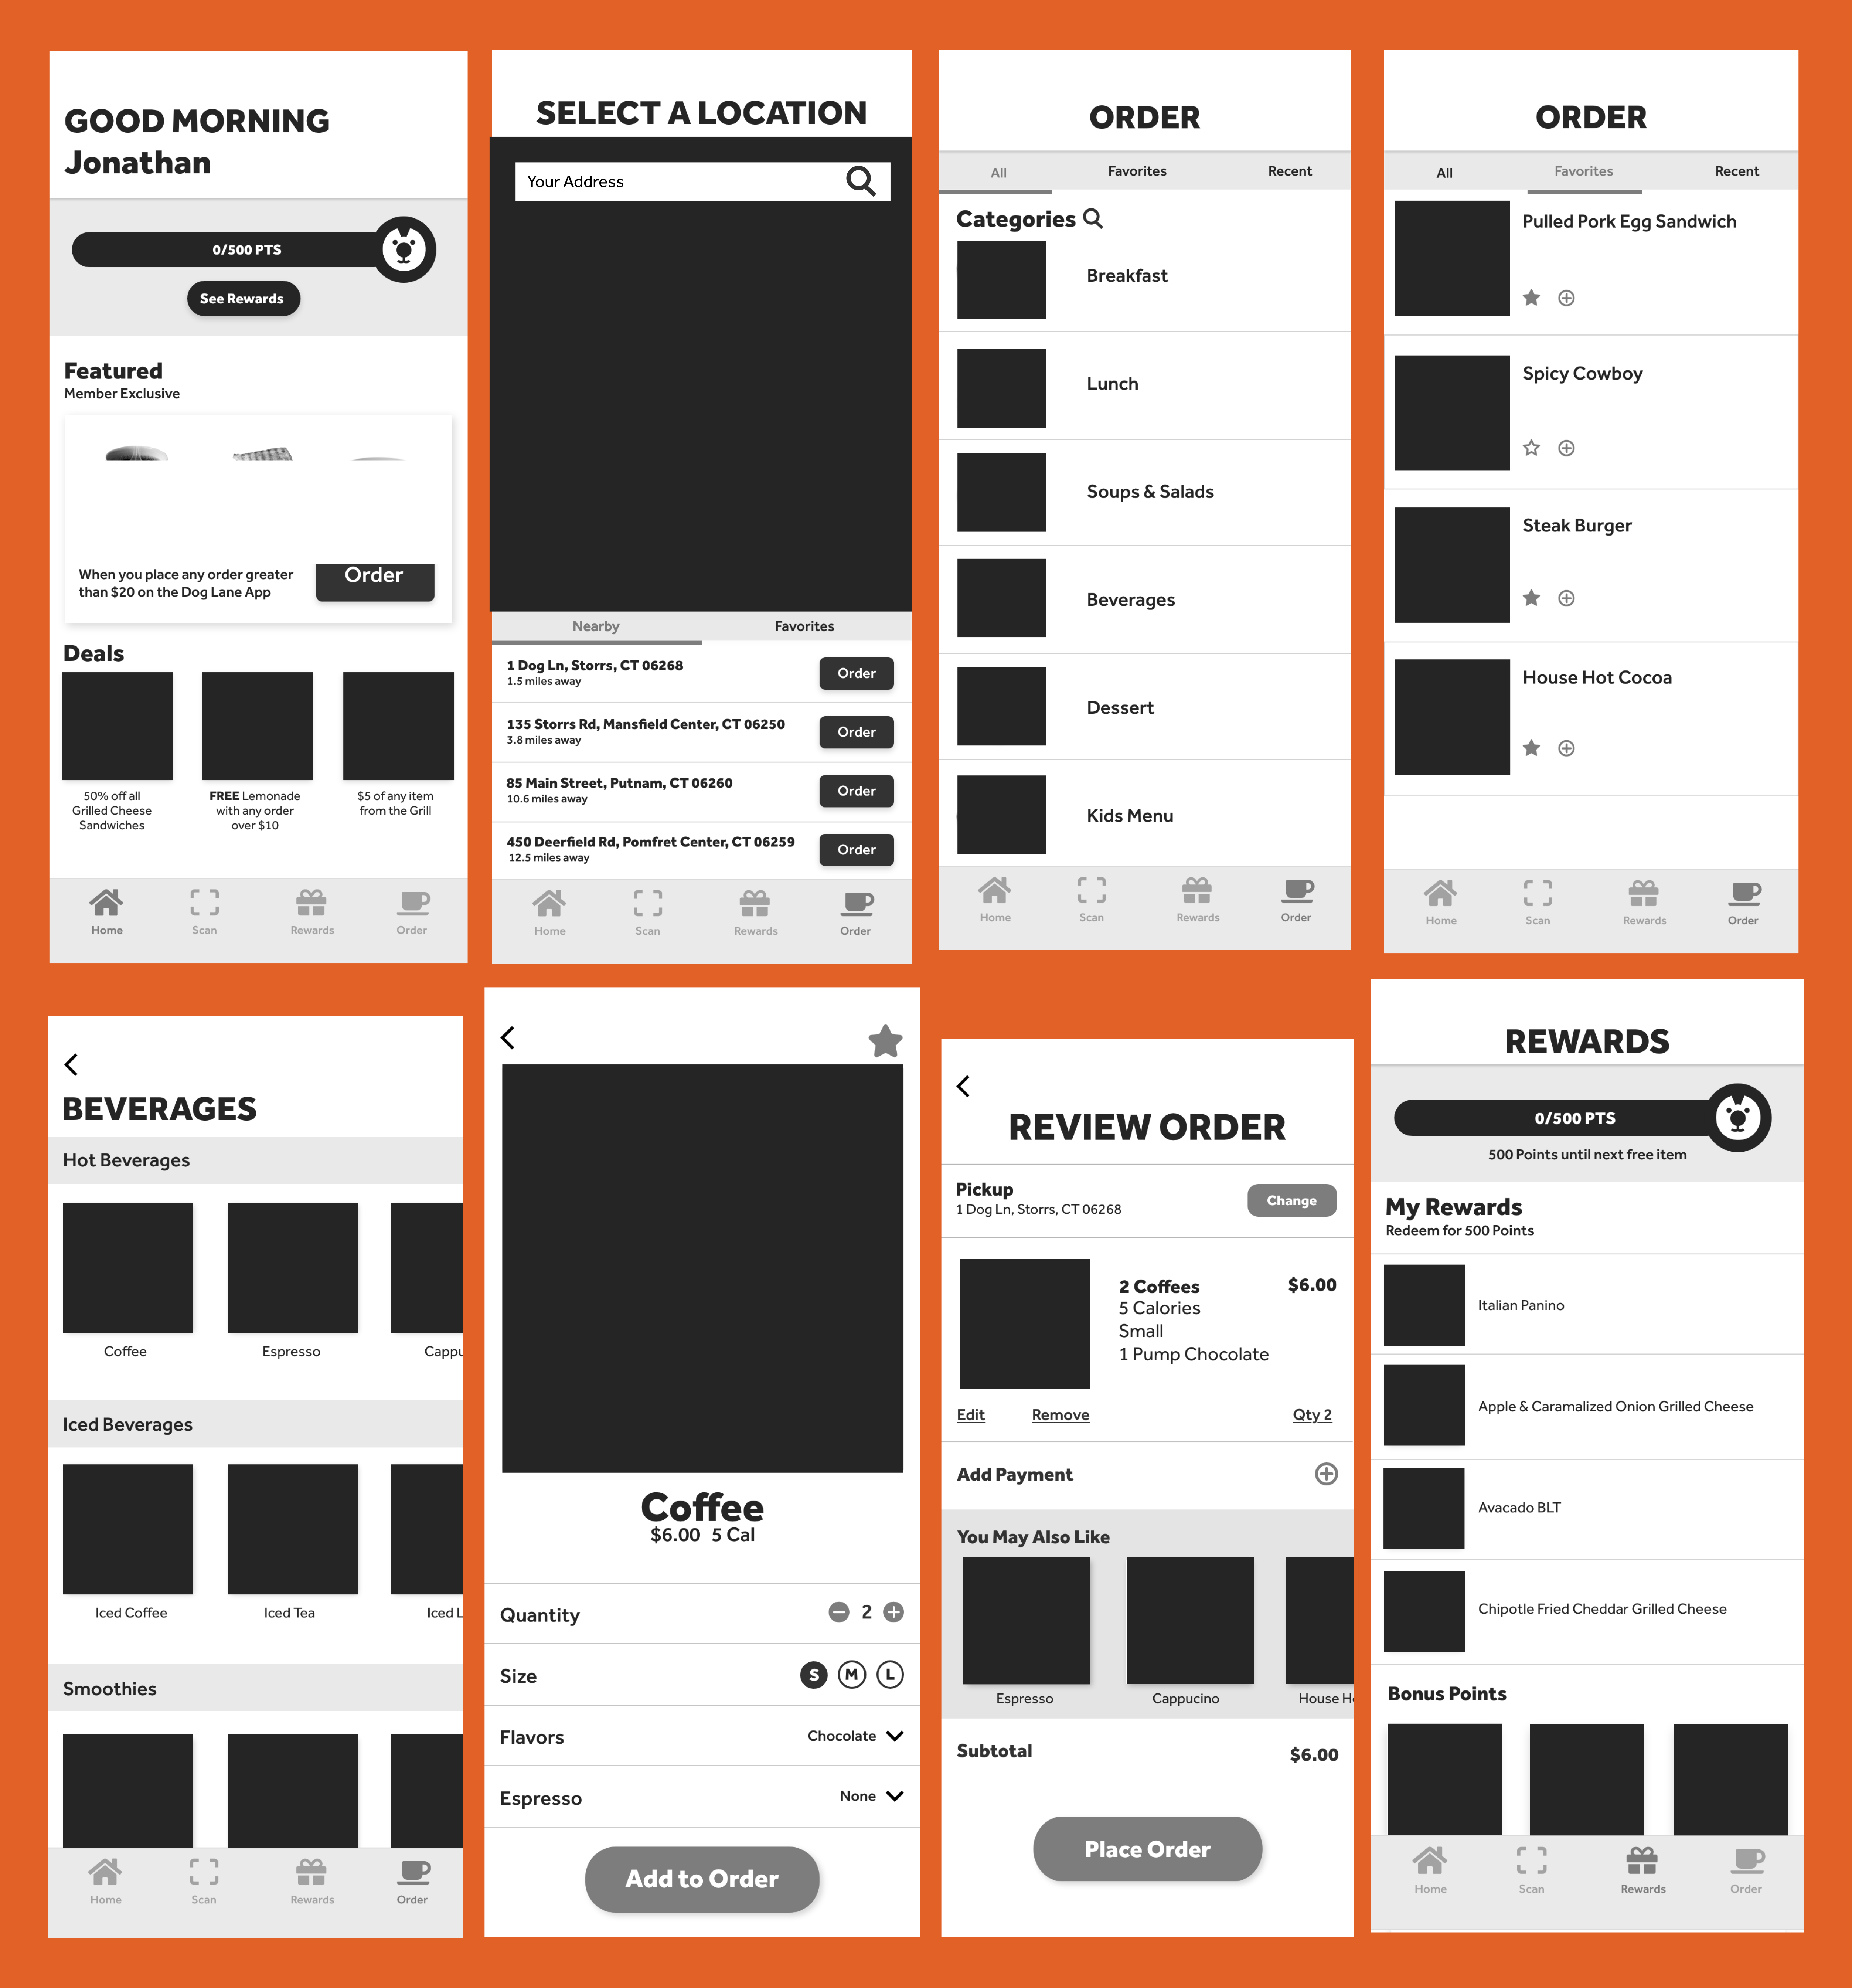 GOOD MORNING
Jonathan
0/500 PTS
See Rewards
Featured
Member Exclusive
When you place any order greater
than $20 on the Dog Lane App
Order
Deals
50% off all
Grilled Cheese
Sandwiches
FREE Lemonade
with any order
over $10
$5 of any item
from the Grill
Home
Scan
Rewards
Order
SELECT A LOCATION
Your Address
Nearby
Favorites
1 Dog Ln, Storrs, CT 06268
1.5 miles away
Order
135 Storrs Rd, Mansfield Center, CT 06250
3.8 miles away
Order
85 Main Street, Putnam, CT 06260
10.6 miles away
Order
450 Deerfield Rd, Pomfret Center, CT 06259
12.5 miles away
Order
Home
Scan
Rewards
Order
ORDER
All
Favorites
Recent
Categories
Breakfast
Lunch
Soups & Salads
Beverages
Dessert
Kids Menu
Home
Scan
Rewards
Order
ORDER
All
Favorites
Recent
Pulled Pork Egg Sandwich
Spicy Cowboy
Steak Burger
House Hot Cocoa
Home
Scan
Rewards
Order
BEVERAGES
Hot Beverages
Coffee
Espresso
Cappu
Iced Beverages
Iced Coffee
Iced Tea
Iced L
Smoothies
Home
Scan
Rewards
Order
Coffee
$6.00 5 Cal
Quantity
2
Size
S
M
L
Flavors
Chocolate
Espresso
None
Add to Order
REVIEW ORDER
Pickup
1 Dog Ln, Storrs, CT 06268
Change
2 Coffees
$6.00
5 Calories
Small
1 Pump Chocolate
Edit
Remove
Qty 2
Add Payment
You May Also Like
Espresso
Cappucino
House H
Subtotal
$6.00
Place Order
REWARDS
0/500 PTS
500 Points until next free item
My Rewards
Redeem for 500 Points
Italian Panino
Apple & Caramalized Onion Grilled Cheese
Avacado BLT
Chipotle Fried Cheddar Grilled Cheese
Bonus Points
Home
Scan
Rewards
Order